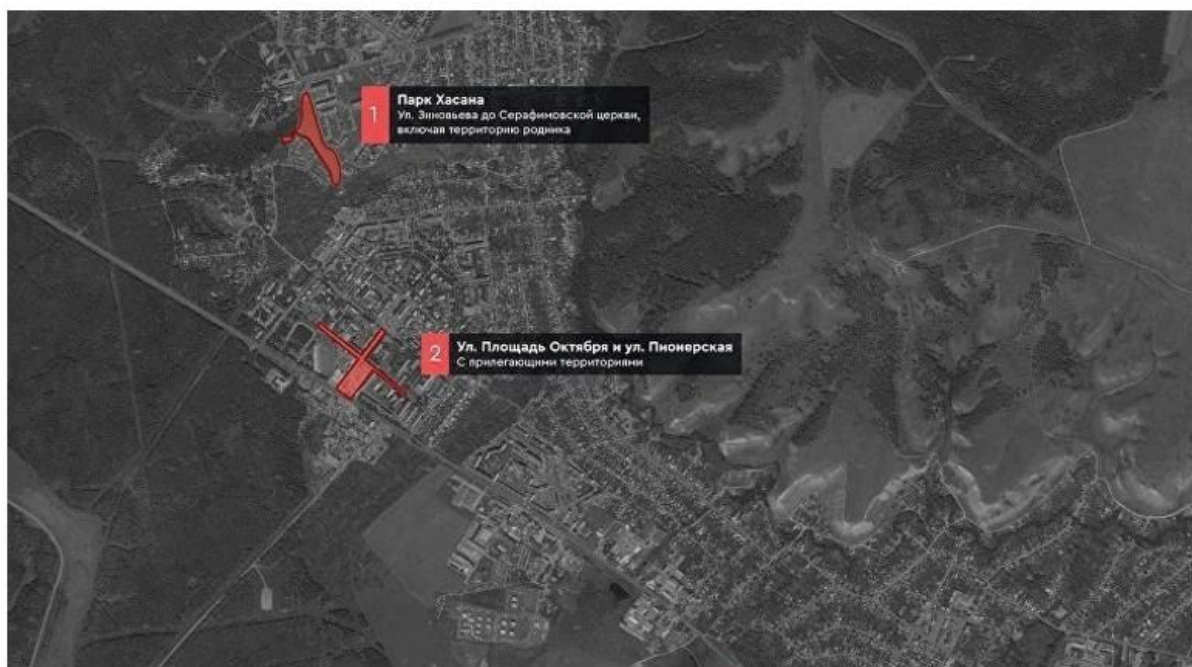 1
Парк Хасана
Ул. Зиновьева до Серафимовской церкви,
включая территорию родника
2
Ул. Площадь Октября и ул. Пионерская
С прилегающими территориями